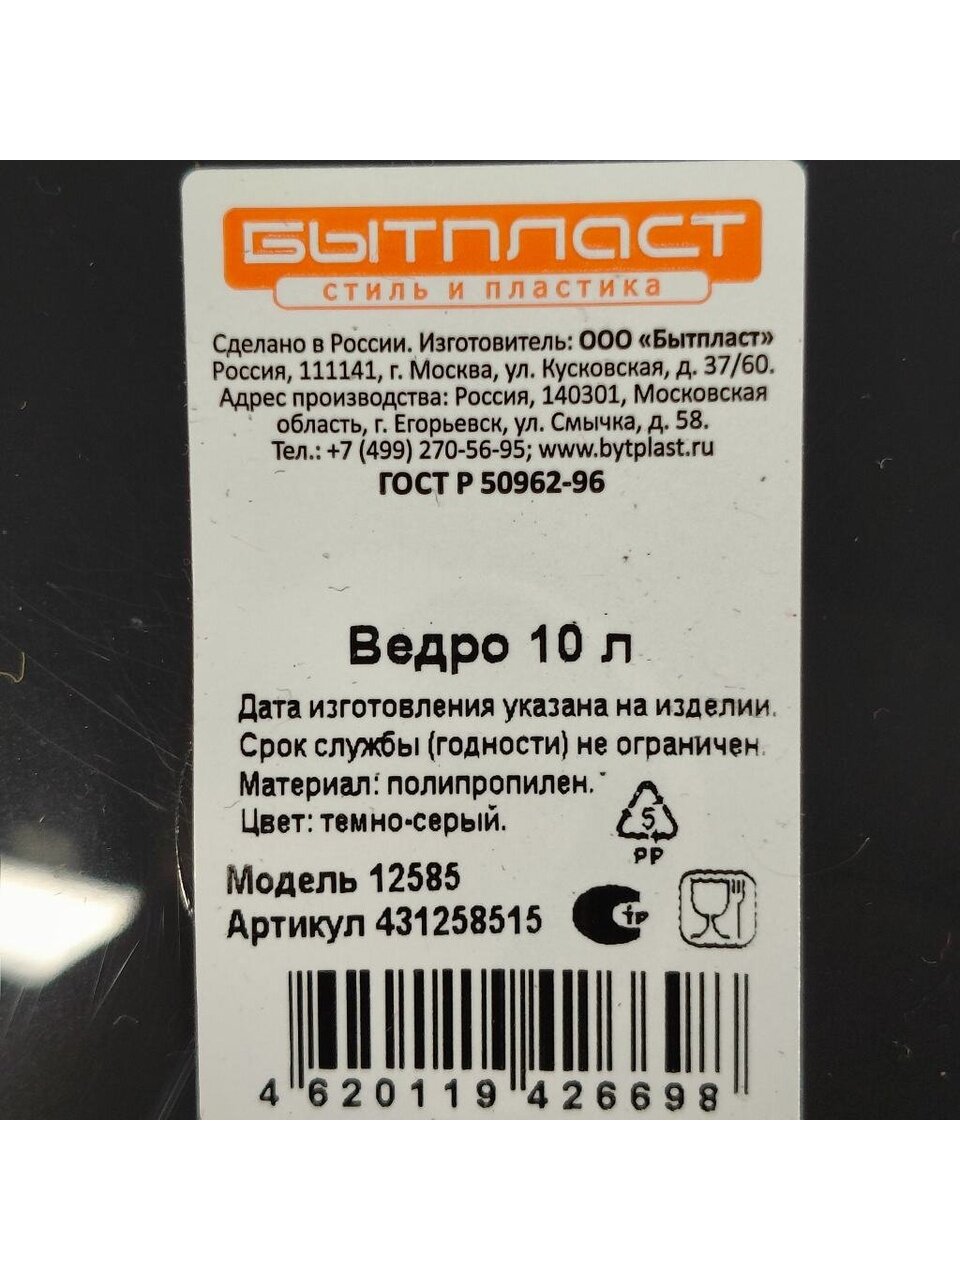 БЫТПЛАСТ
стиль и пластика
Сделано в России. Изготовитель: ООО «Бытпласт»
Россия, 111141, г. Москва, ул. Кусковская, д. 37/60.
Адрес производства: Россия, 140301, Московская
область, г. Егорьевск, ул. Смычка, д. 58.
Тел.: +7 (499) 270-56-95; www.bytplast.ru
ГОСТ Р 50962-96
Ведро 10 л
Дата изготовления указана на изделии.
Срок службы (годности) не ограничен.
Материал: полипропилен.
Цвет: темно-серый.
5
PP
Модель 12585
Артикул 431258515
4 620119 426698